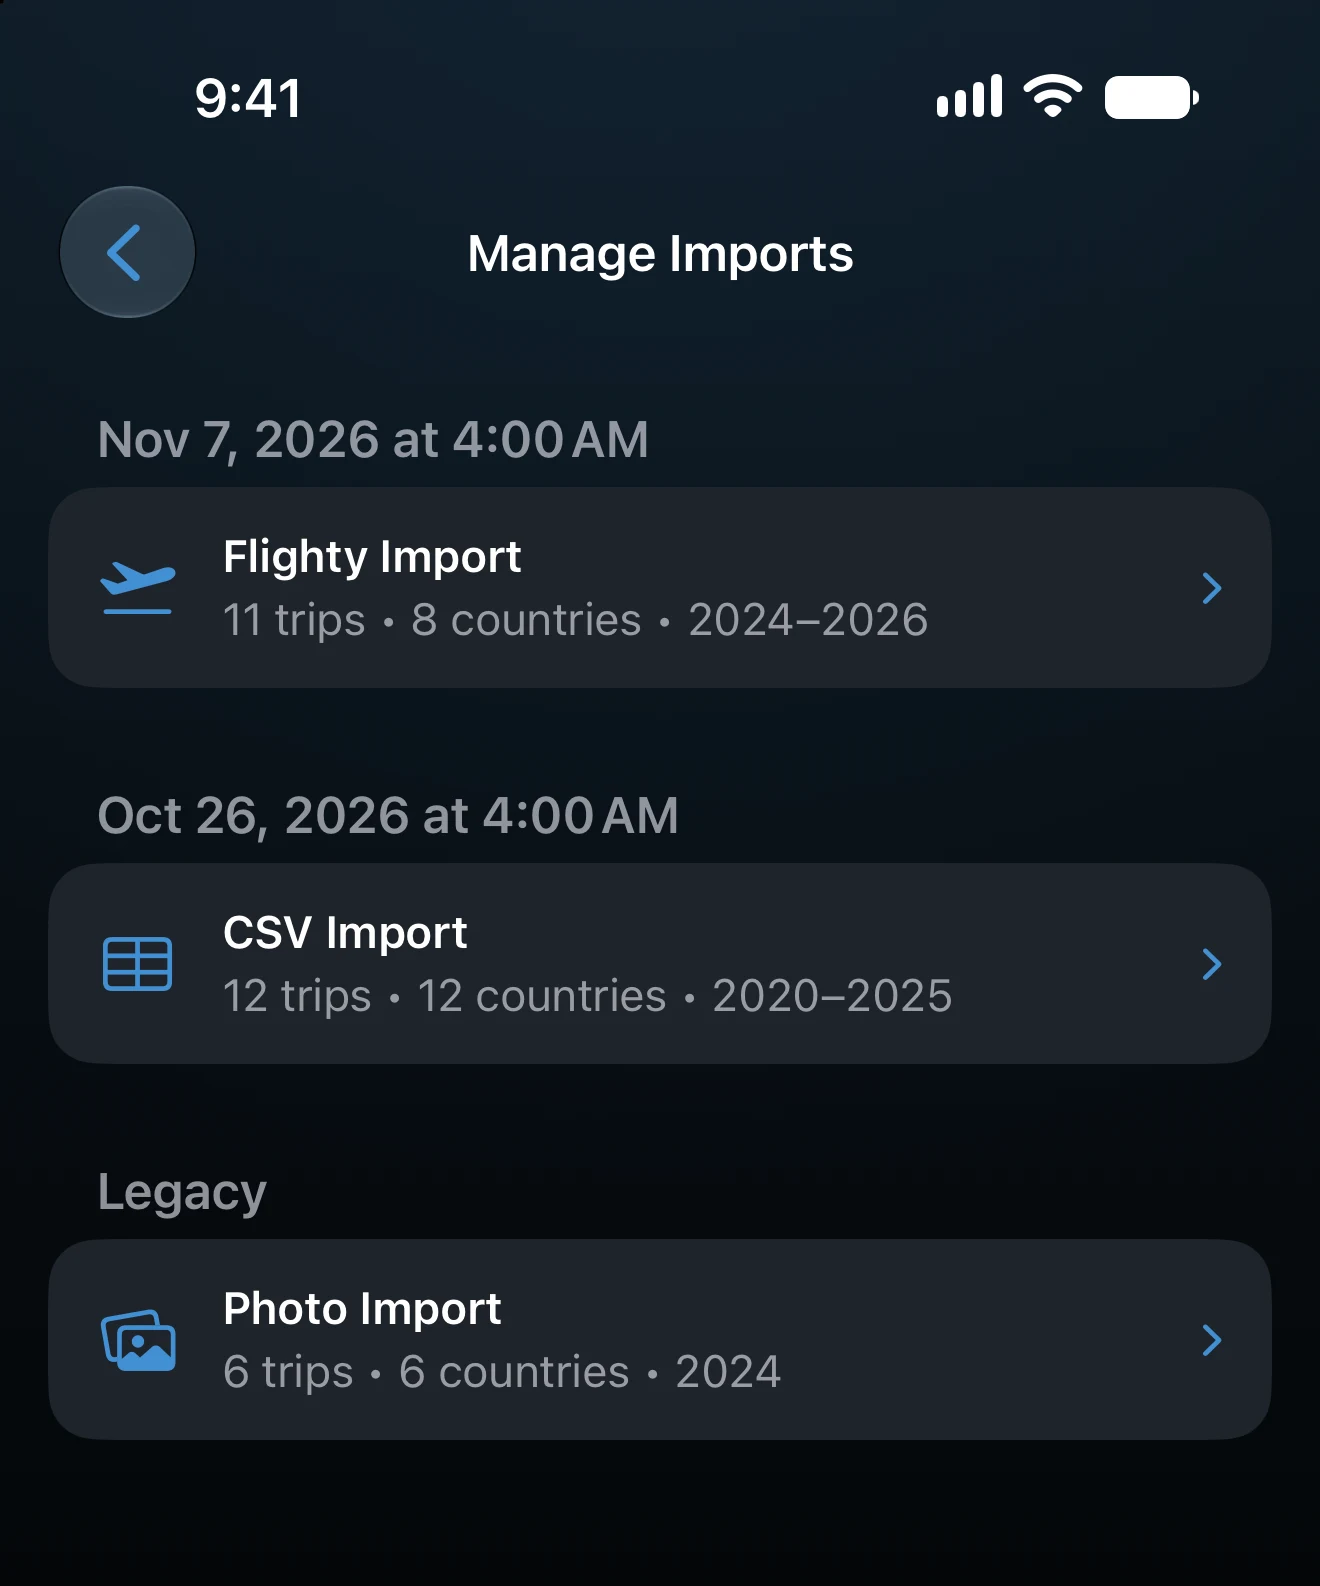 9:41
Manage Imports
Nov 7, 2026 at 4:00 AM
Flighty Import
11 trips • 8 countries • 2024–2026
Oct 26, 2026 at 4:00 AM
CSV Import
12 trips • 12 countries • 2020–2025
Legacy
Photo Import
6 trips • 6 countries • 2024